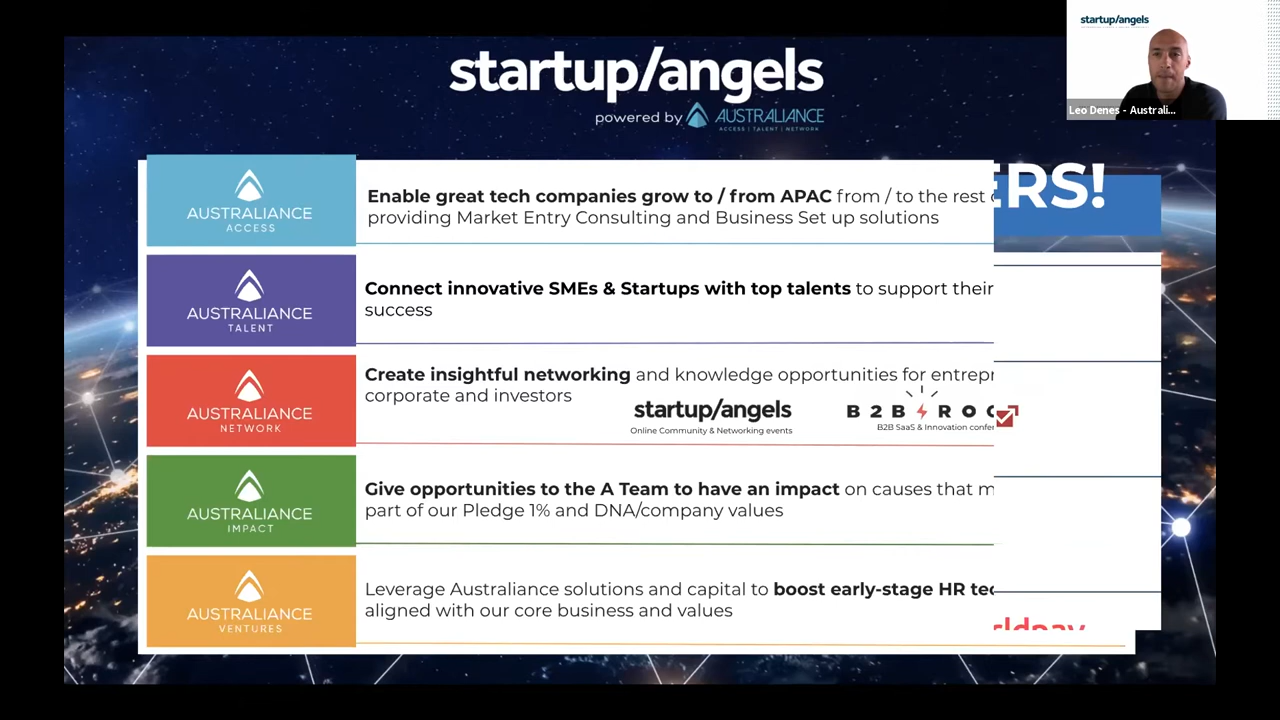 startup/angels
Leo Denes - Australi...
startup/angels
powered by AUSTRALIANCE
ACCESS | TALENT | NETWORK
ERS!
AUSTRALIANCE
ACCESS
Enable great tech companies grow to / from APAC from / to the rest
providing Market Entry Consulting and Business Set up solutions
AUSTRALIANCE
TALENT
Connect innovative SMEs & Startups with top talents to support their
success
AUSTRALIANCE
NETWORK
Create insightful networking and knowledge opportunities for entrepr
corporate and investors
startup/angels
Online Community & Networking events
B2B ROC
B2B SaaS & Innovation confer
AUSTRALIANCE
IMPACT
Give opportunities to the A Team to have an impact on causes that m
part of our Pledge 1% and DNA/company values
AUSTRALIANCE
VENTURES
Leverage Australiance solutions and capital to boost early-stage HR tec
aligned with our core business and values